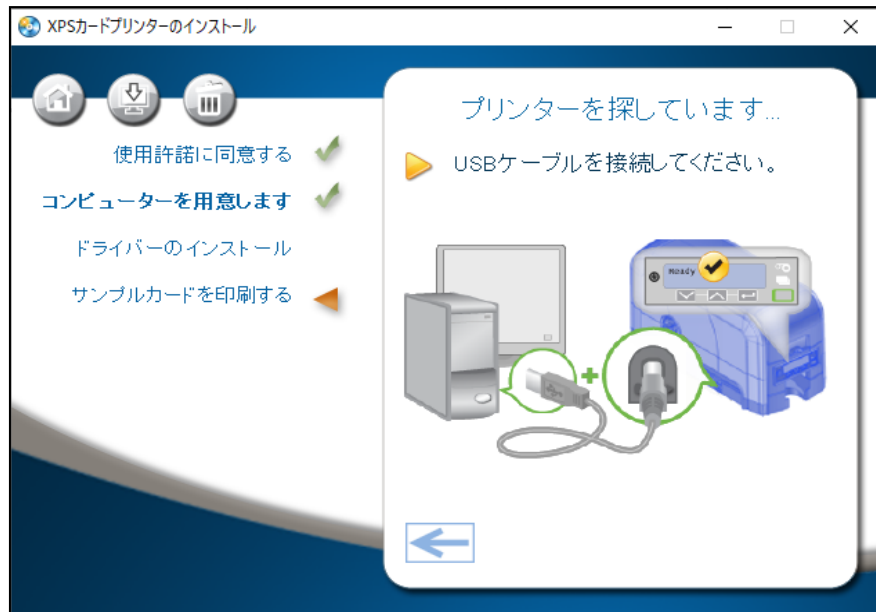 XPSカードプリンターのインストール
使用許諾に同意する
コンピューターを用意します
ドライバーのインストール
サンプルカードを印刷する
プリンターを探しています...
USBケーブルを接続してください。
Ready